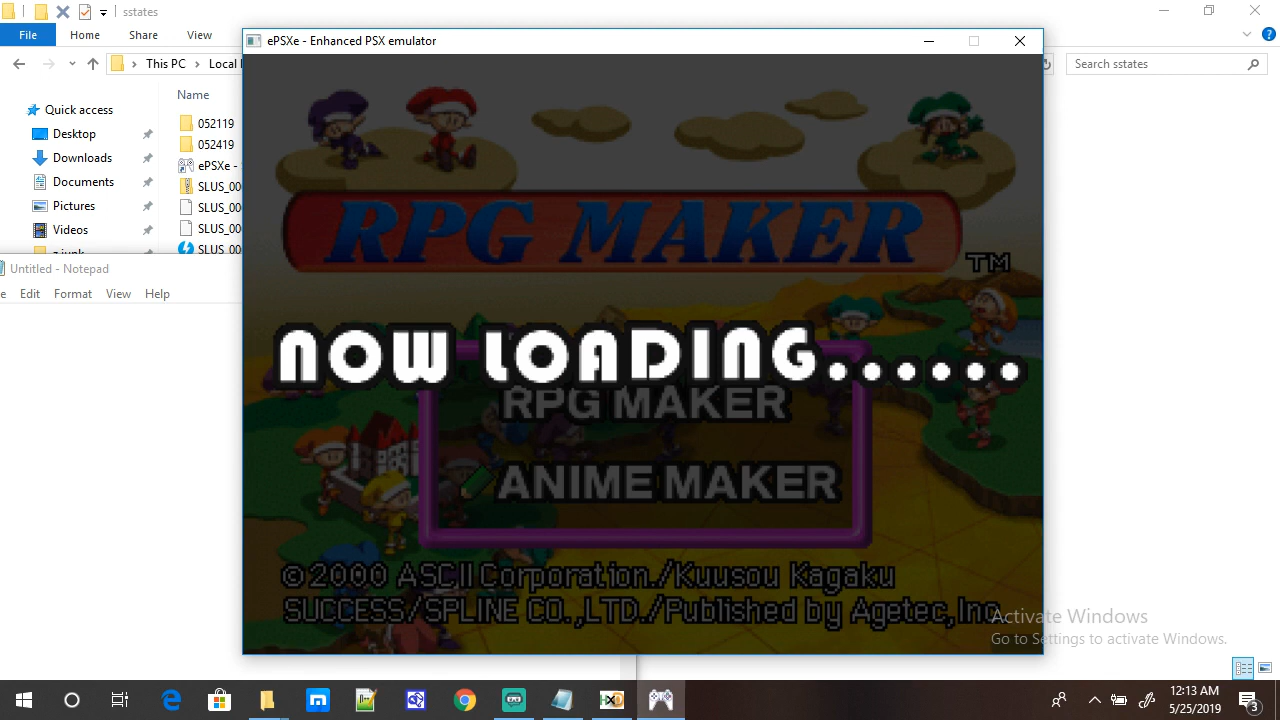 sstates
File
Home
Share
View
This PC
Local
Search sstates
Name
Quick access
Desktop
Downloads
Documents
Pictures
Videos
052119
052419
ePSXe -
SLUS_00
SLUS_00
SLUS_00
SLUS_00
Untitled - Notepad
Edit
Format
View
Help
ePSXe - Enhanced PSX emulator
RPG MAKER
TM
NOW LOADING......
RPG MAKER
ANIME MAKER
©2000 ASCII Corporation./Kuusou Kagaku
SUCCESS/SPLINE CO.,LTD./Published by Agetec,Inc.
Activate Windows
Go to Settings to activate Windows.
12:13 AM
5/25/2019
3